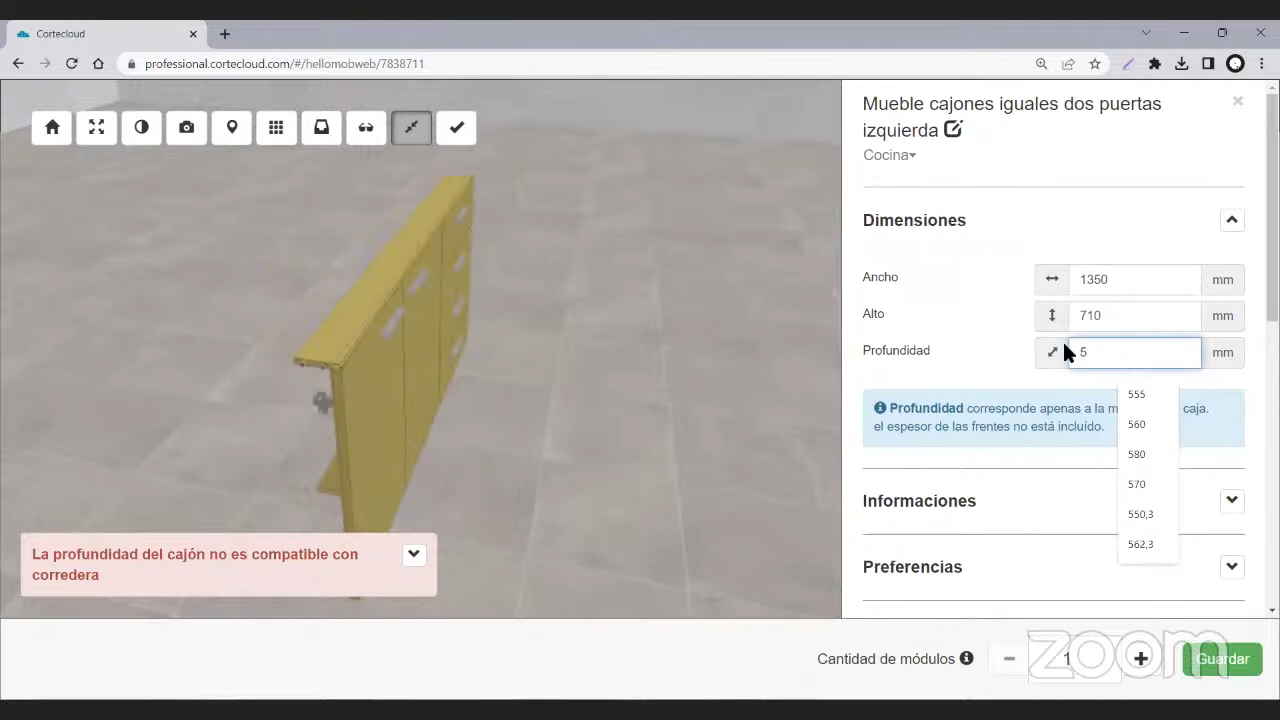 Cortecloud
professional.cortecloud.com/#/hellomobweb/7838711
Mueble cajones iguales dos puertas
izquierda
Cocina
Dimensiones
Ancho
1350
mm
Alto
710
mm
Profundidad
5
mm
555
560
580
570
550,3
562,3
Profundidad corresponde apenas a la m caja.
el espesor de las frentes no está incluído.
Informaciones
Preferencias
La profundidad del cajón no es compatible con
corredera
Cantidad de módulos
1
Guardar
zoom